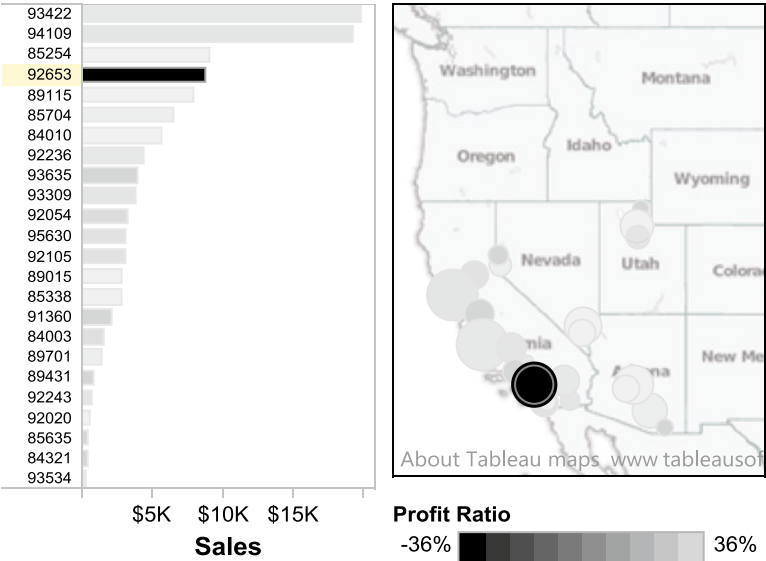 93422
94109
85254
92653
89115
85704
84010
92236
93635
93309
92054
95630
92105
89015
85338
91360
84003
89701
89431
92243
92020
85635
84321
93534
$5K $10K $15K
Sales
Washington
Montana
Oregon
Idaho
Wyoming
Nevada
Utah
Colora
mia
A na
New Me
About Tableau maps www tableausof
Profit Ratio
-36% 36%